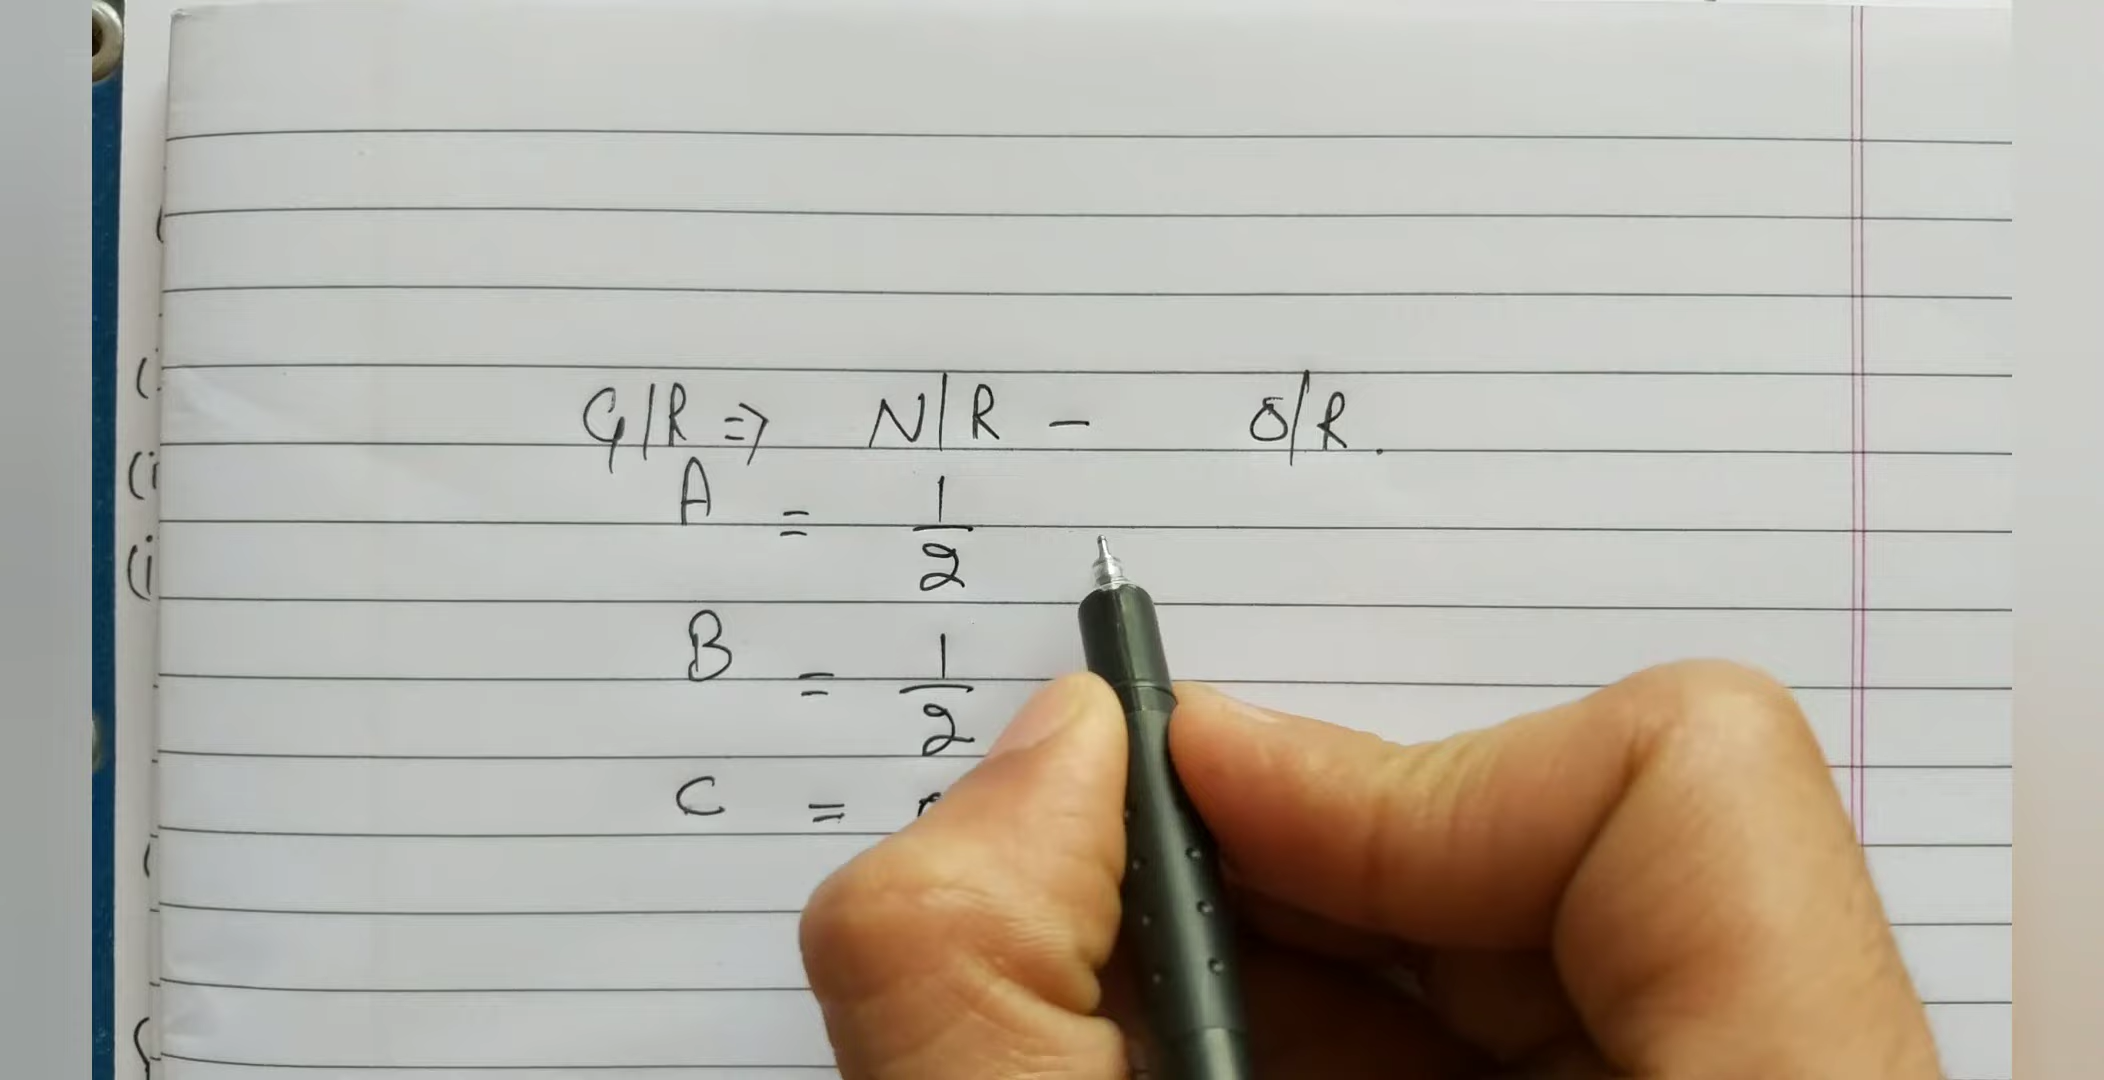 G/R ⇒ N/R - O/R.
A = 1/2
B = 1/2
C =